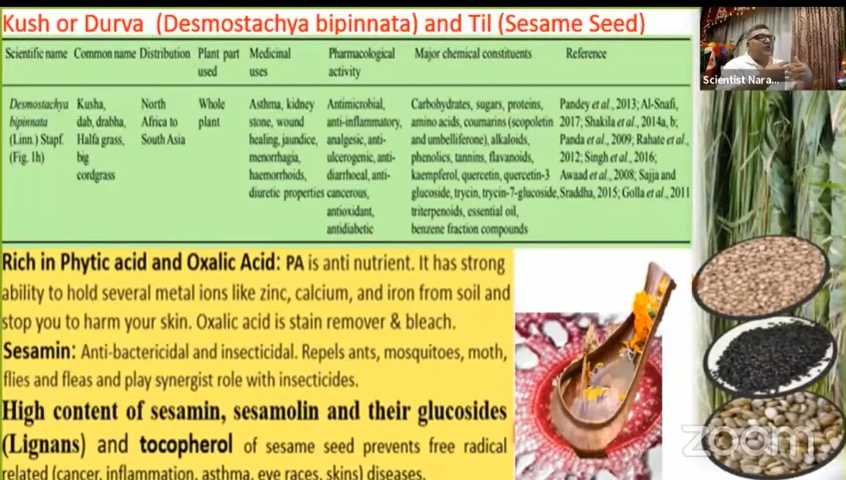 Kush or Durva (Desmostachya bipinnata) and Til (Sesame Seed)
Scientific name Common name Distribution Plant part used Medicinal uses Pharmacological activity Major chemical constituents Reference
Desmostachya bipinnata (Linn.) Stapf. (Fig. 1h)
Kusha, dab, drabha, Halfa grass, big cordgrass
North Africa to South Asia
Whole plant
Asthma, kidney stone, wound healing, jaundice, menorrhagia, haemorrhoids, diuretic properties
Antimicrobial, anti-inflammatory, analgesic, anti-ulcerogenic, anti-diarrhoeal, anti-cancerous, antioxidant, antidiabetic
Carbohydrates, sugars, proteins, amino acids, coumarins (scopoletin and umbelliferone), alkaloids, phenolics, tannins, flavanoids, kaempferol, quercetin, quercetin-3 glucoside, trycin, trycin-7-glucoside, triterpenoids, essential oil, benzene fraction compounds
Pandey et al., 2013; Al-Snafi, 2017; Shakila et al., 2014a, b; Panda et al., 2009; Rahate et al., 2012; Singh et al., 2016; Awaad et al., 2008; Sajja and Sraddha, 2015; Golla et al., 2011
Rich in Phytic acid and Oxalic Acid: PA is anti nutrient. It has strong
ability to hold several metal ions like zinc, calcium, and iron from soil and
stop you to harm your skin. Oxalic acid is stain remover & bleach.
Sesamin: Anti-bactericidal and insecticidal. Repels ants, mosquitoes, moth,
flies and fleas and play synergist role with insecticides.
High content of sesamin, sesamolin and their glucosides
(Lignans) and tocopherol of sesame seed prevents free radical
related (cancer, inflammation, asthma, eye races, skins) diseases.
Scientist Nara...
zoom